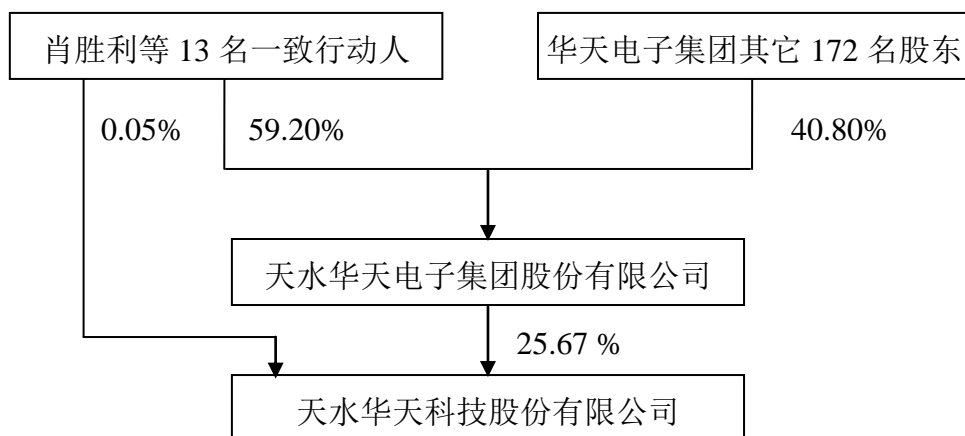 肖胜利等 13 名一致行动人
华天电子集团其它 172 名股东
0.05%
59.20%
40.80%
天水华天电子集团股份有限公司
25.67 %
天水华天科技股份有限公司